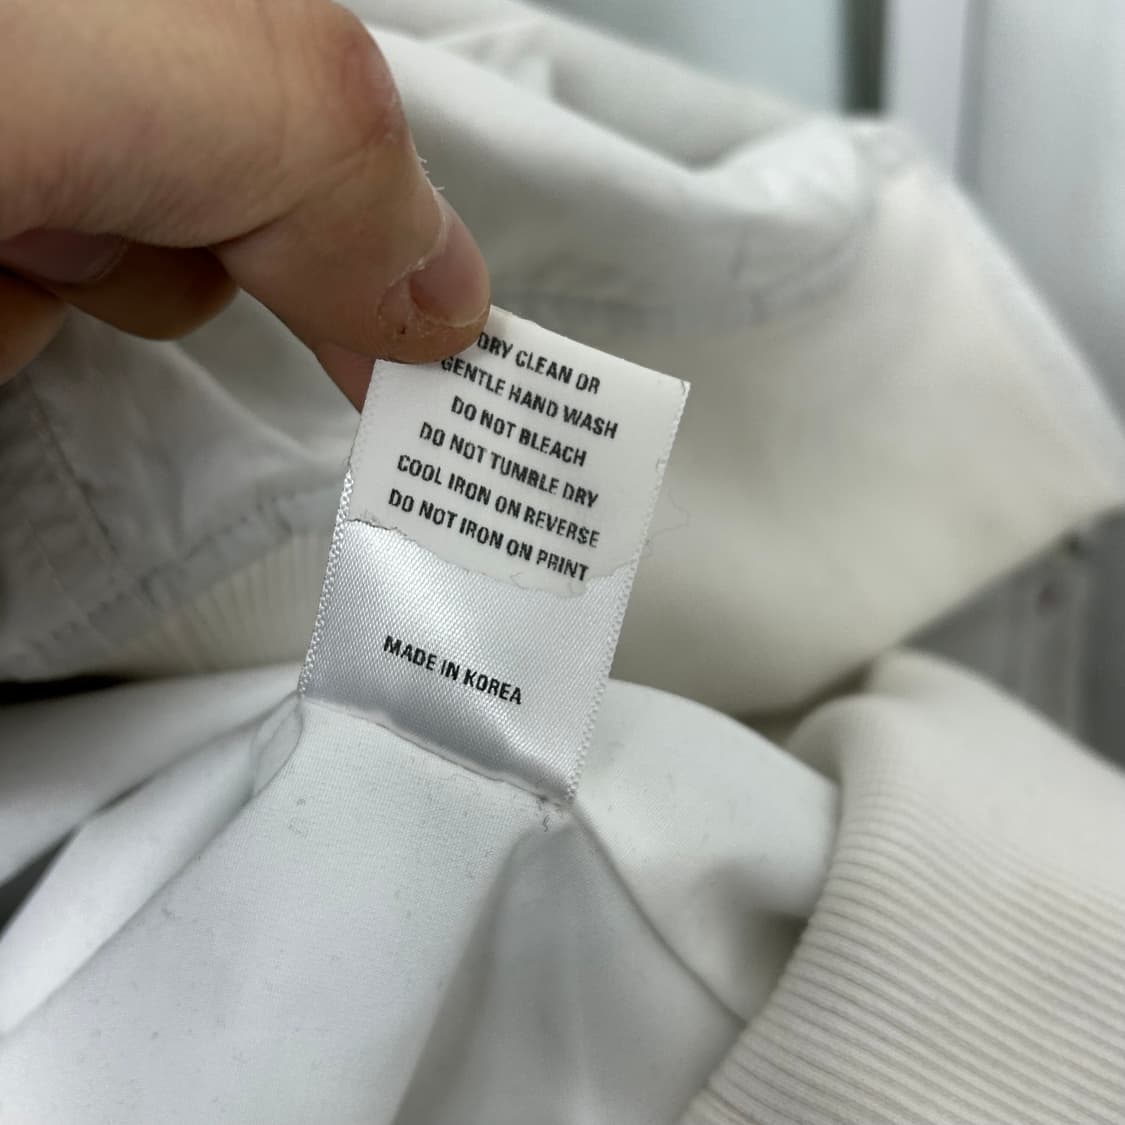 DRY CLEAN OR
GENTLE HAND WASH
DO NOT BLEACH
DO NOT TUMBLE DRY
COOL IRON ON REVERSE
DO NOT IRON ON PRINT
MADE IN KOREA